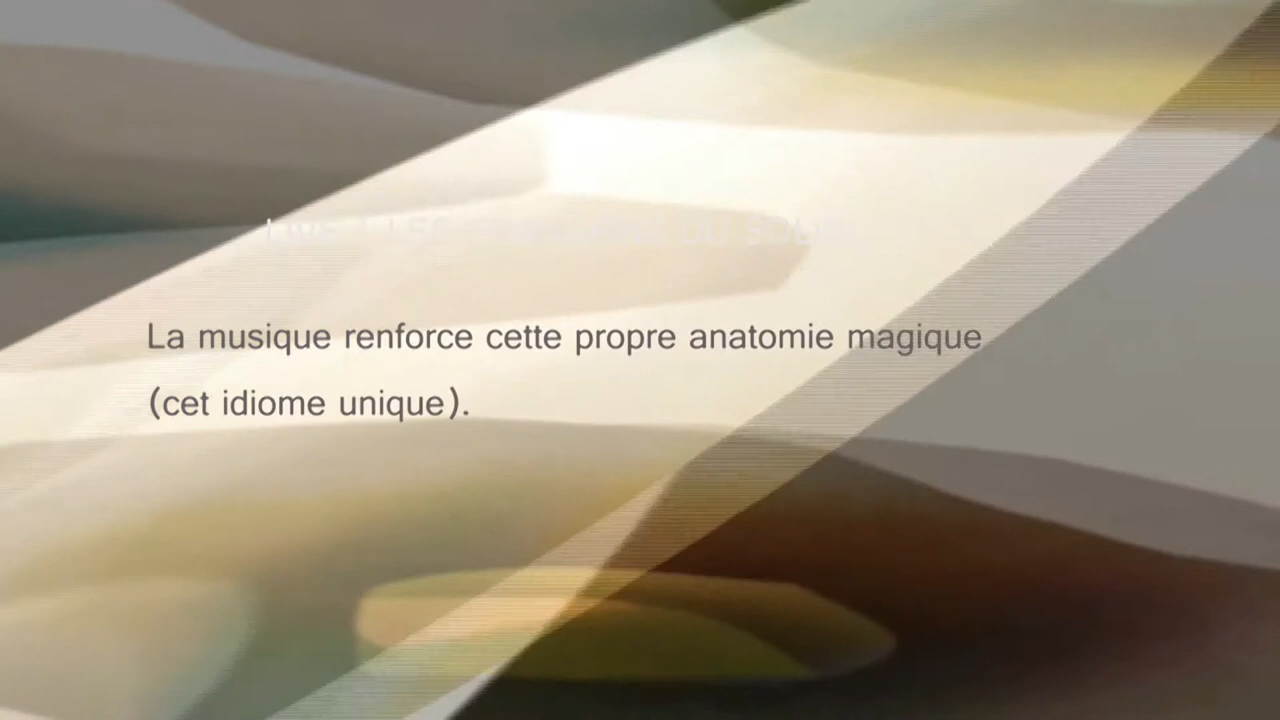 La musique renforce cette propre anatomie magique
(cet idiome unique).